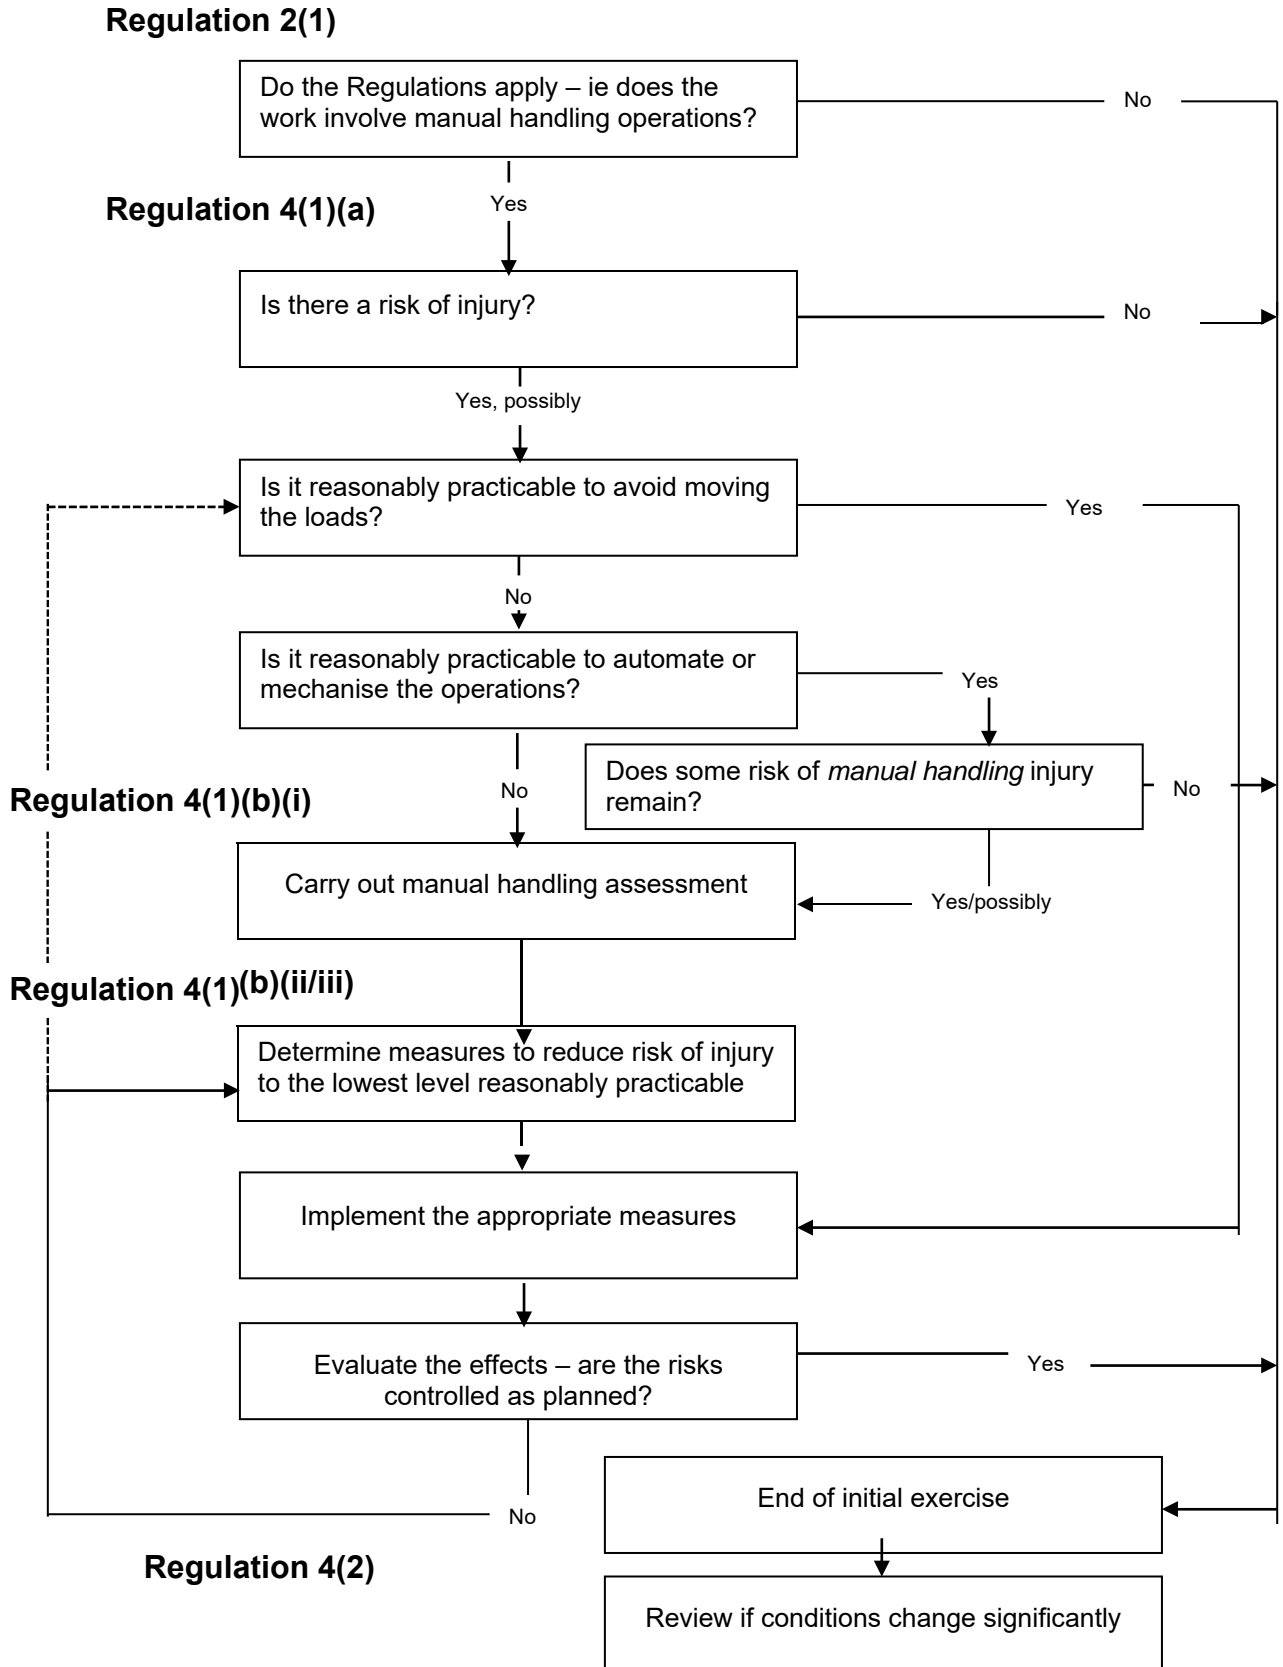 Regulation 2(1)
Do the Regulations apply – ie does the
work involve manual handling operations?
No
Yes
Regulation 4(1)(a)
Is there a risk of injury?
No
Yes, possibly
Is it reasonably practicable to avoid moving
the loads?
Yes
No
Is it reasonably practicable to automate or
mechanise the operations?
Yes
Does some risk of manual handling injury
remain?
No
No
Regulation 4(1)(b)(i)
Carry out manual handling assessment
Yes/possibly
Regulation 4(1)(b)(ii/iii)
Determine measures to reduce risk of injury
to the lowest level reasonably practicable
Implement the appropriate measures
Evaluate the effects – are the risks
controlled as planned?
Yes
No
End of initial exercise
Regulation 4(2)
Review if conditions change significantly